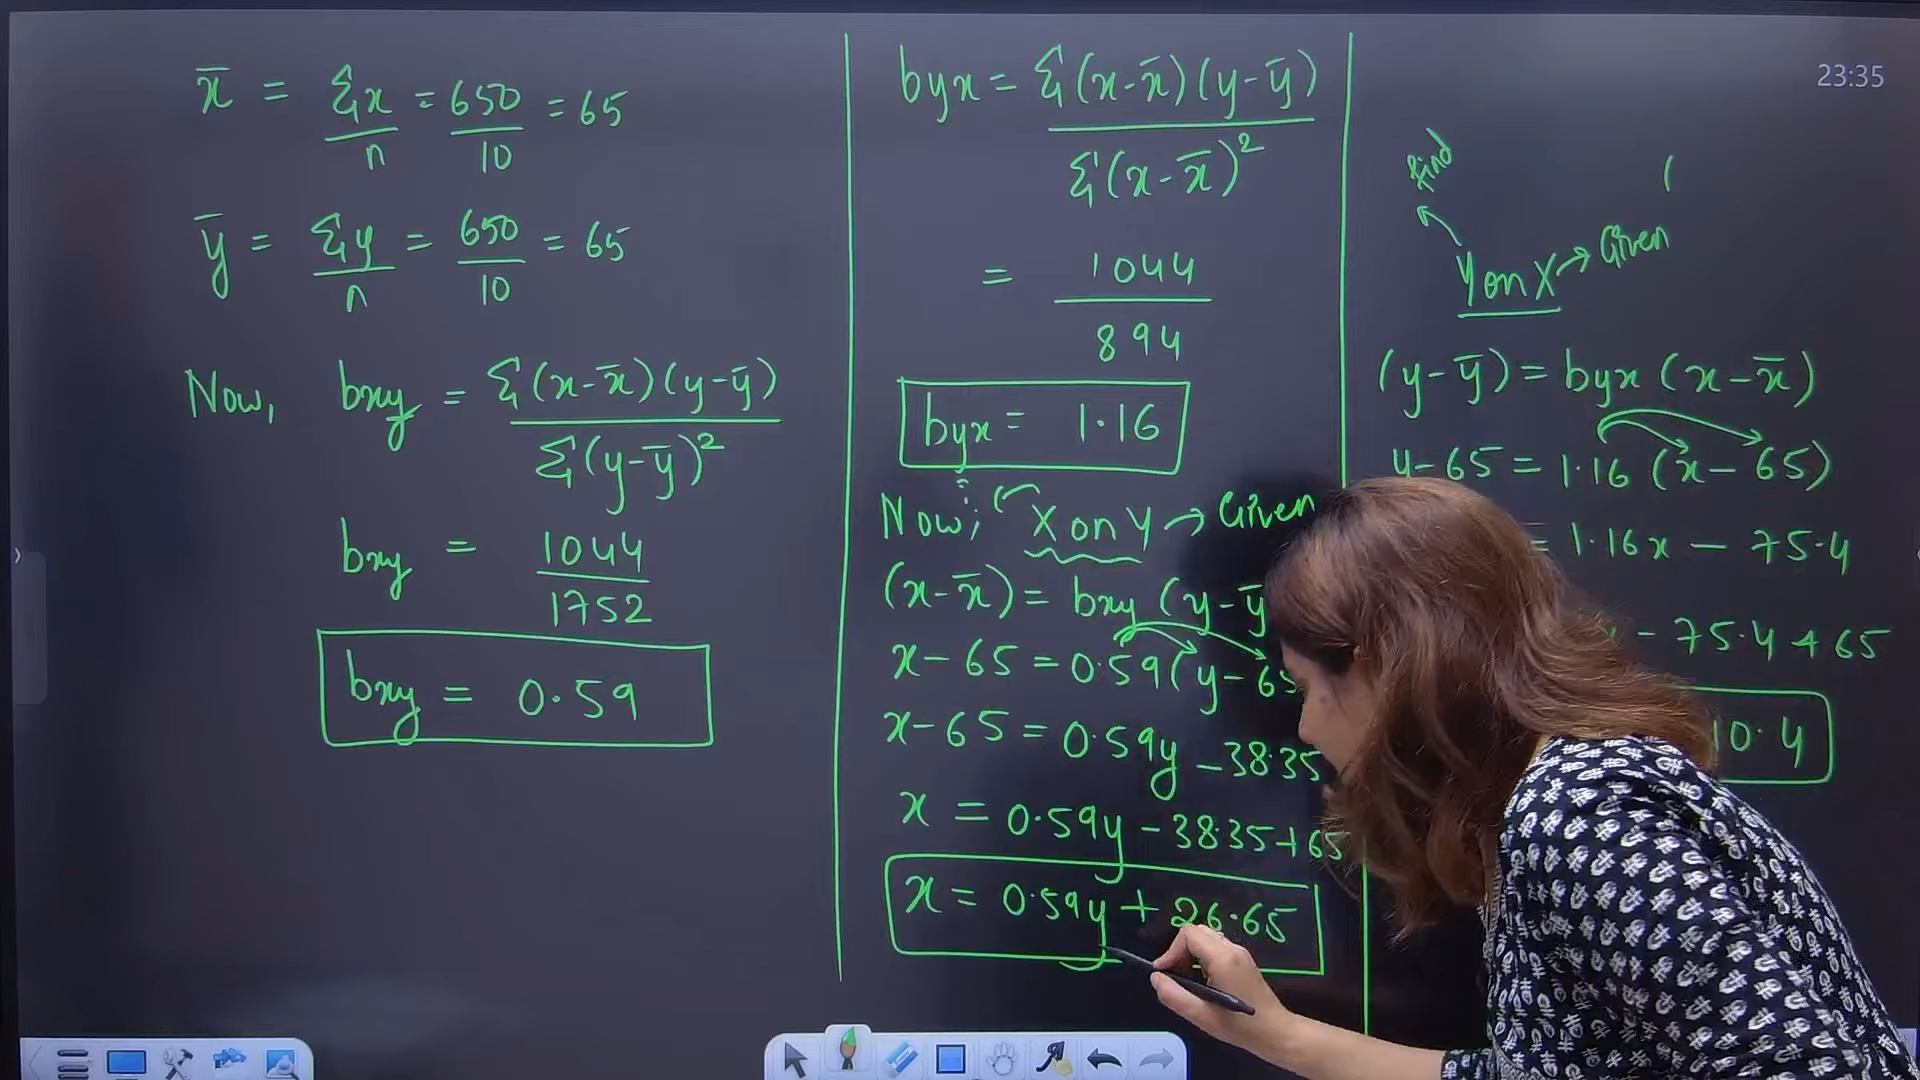 x̄ = Σx/n = 650/10 = 65
ȳ = Σy/n = 650/10 = 65
Now, bxy = Σ(x-x̄)(y-ȳ)/Σ(y-ȳ)²
bxy = 1044/1752
bxy = 0.59
byx = Σ(x-x̄)(y-ȳ)/Σ(x-x̄)²
= 1044/894
byx = 1.16
Now, X on Y → Given
(x-x̄) = bxy (y-ȳ
x-65 = 0.59(y-65
x-65 = 0.59y - 38.35
x = 0.59y - 38.35 + 65
x = 0.59y + 26.65
23:35
find
(
Y on X → Given
(y-ȳ) = byx (x-x̄)
y-65 = 1.16 (x-65)
= 1.16x - 75.4
- 75.4 + 65
10.4